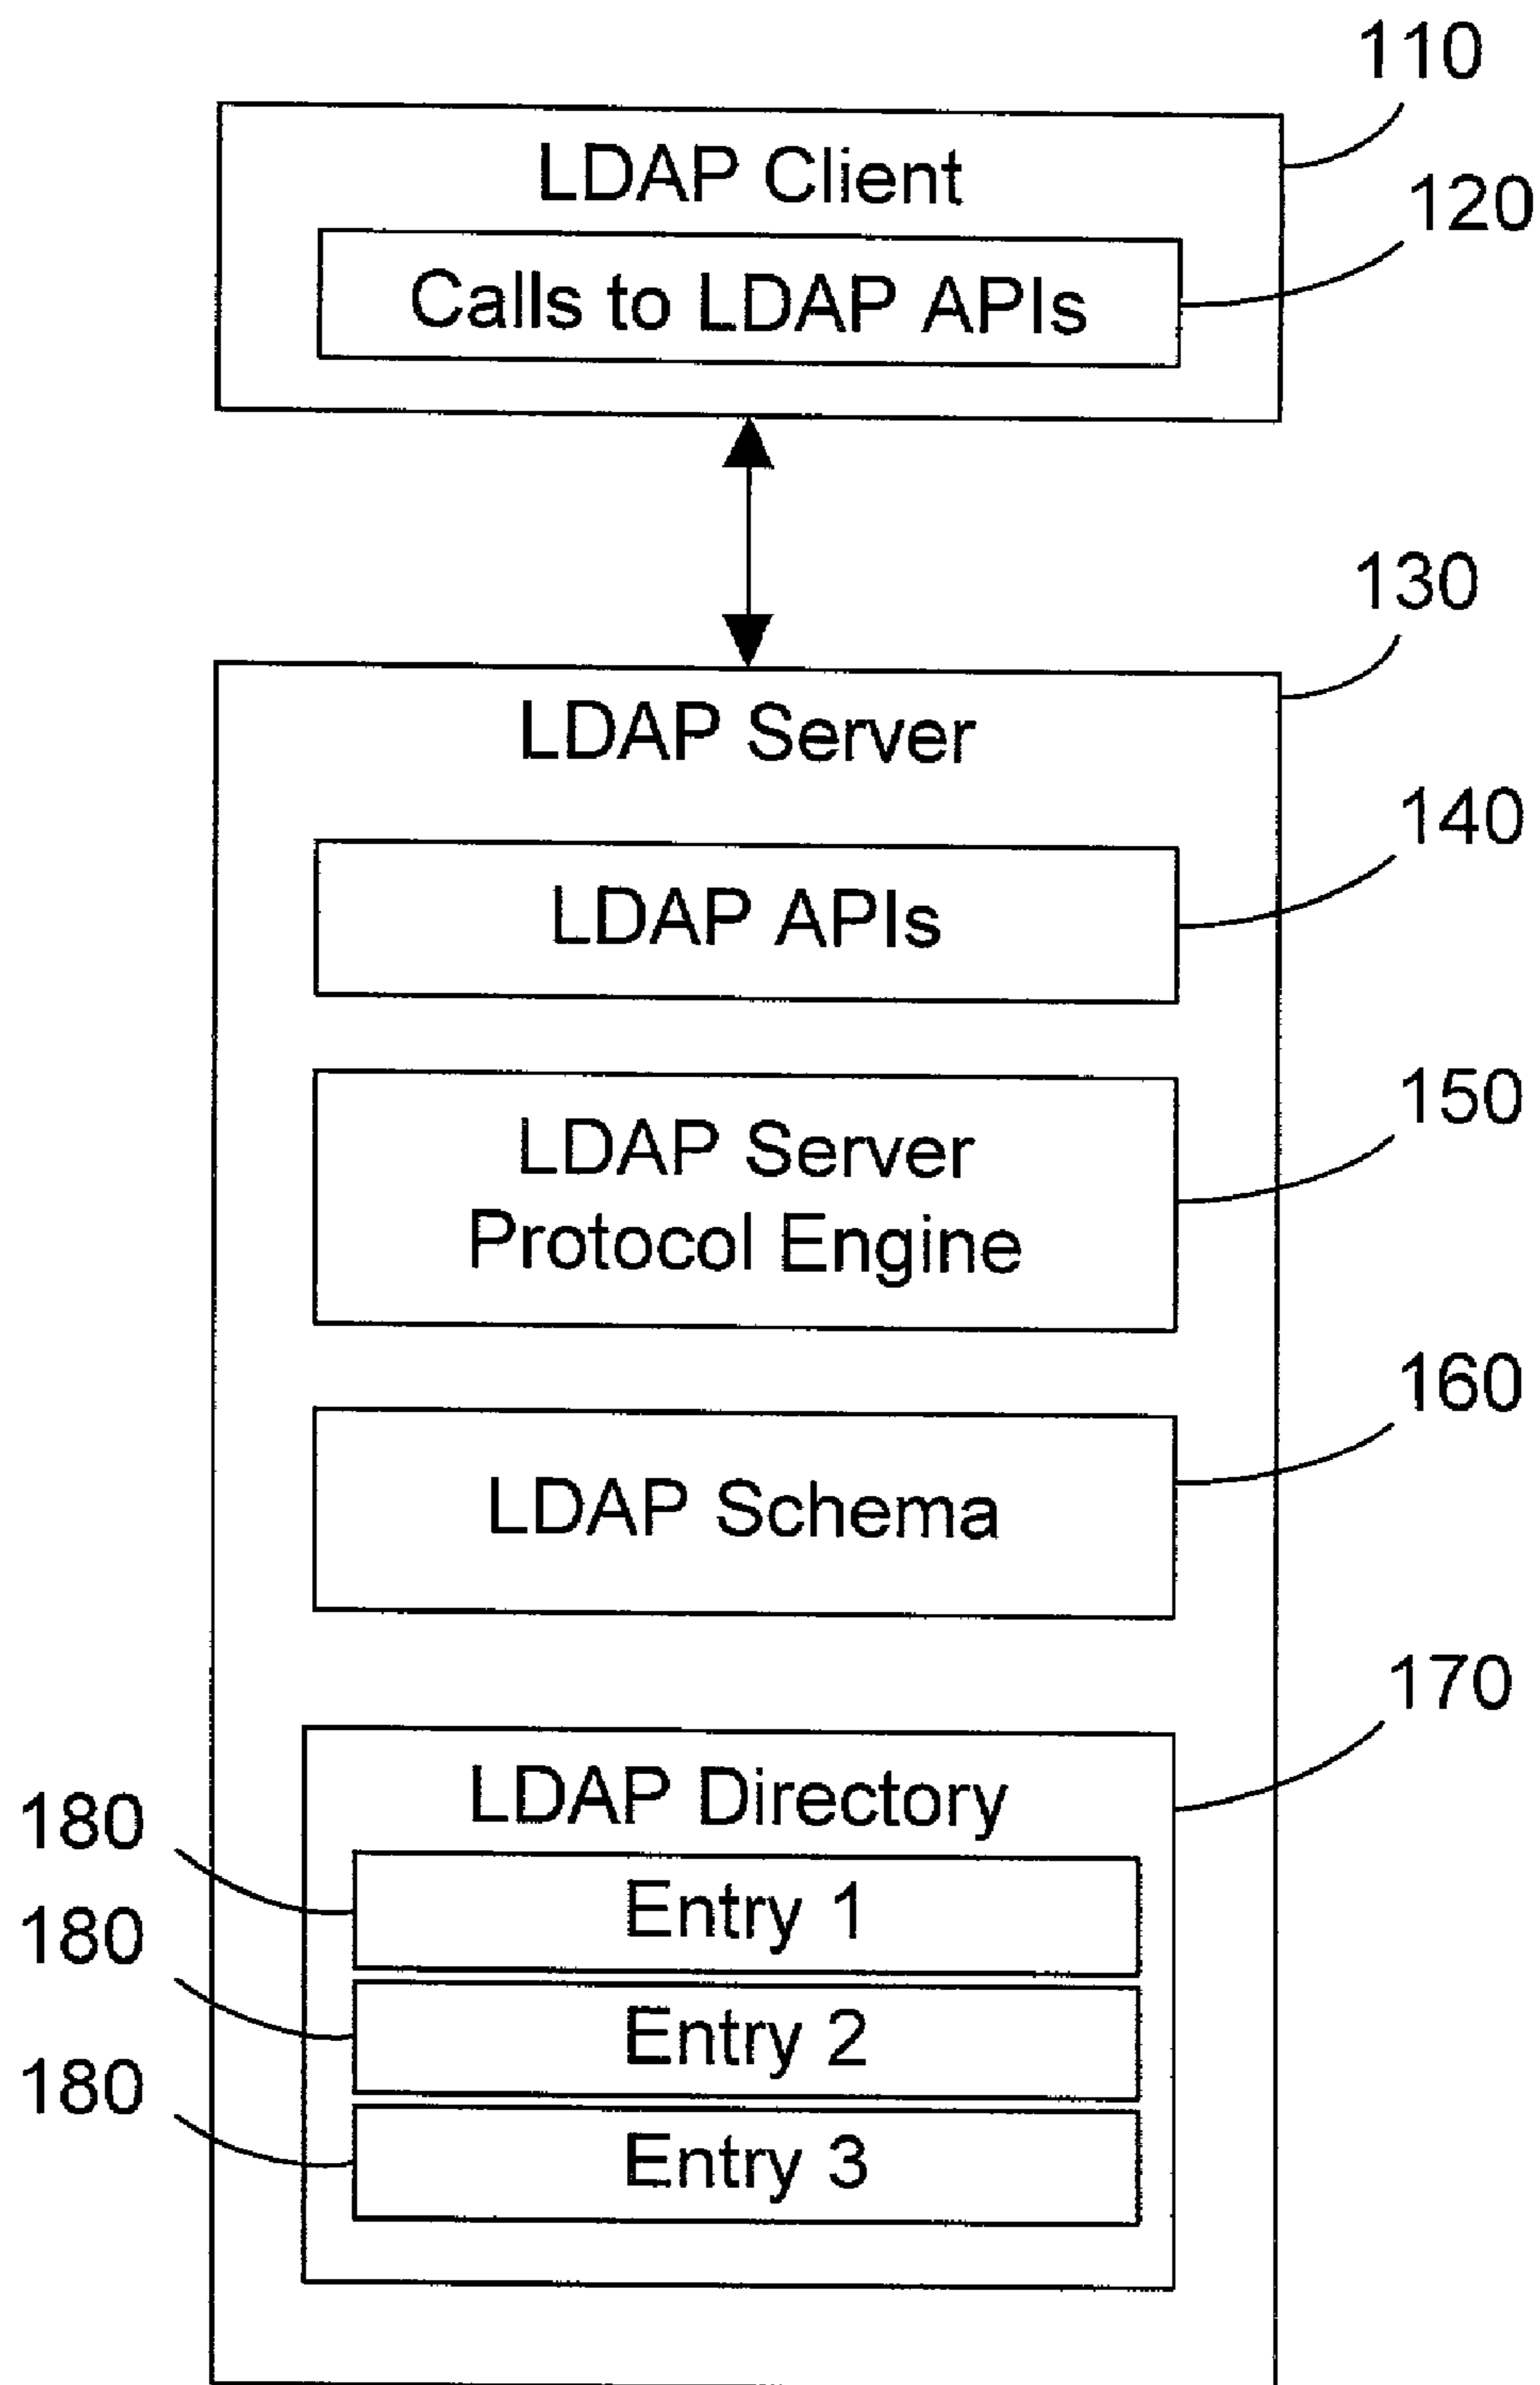 110
LDAP Client
120
Calls to LDAP APIs
130
LDAP Server
140
LDAP APIs
150
LDAP Server
Protocol Engine
160
LDAP Schema
170
LDAP Directory
180
Entry 1
180
Entry 2
180
Entry 3